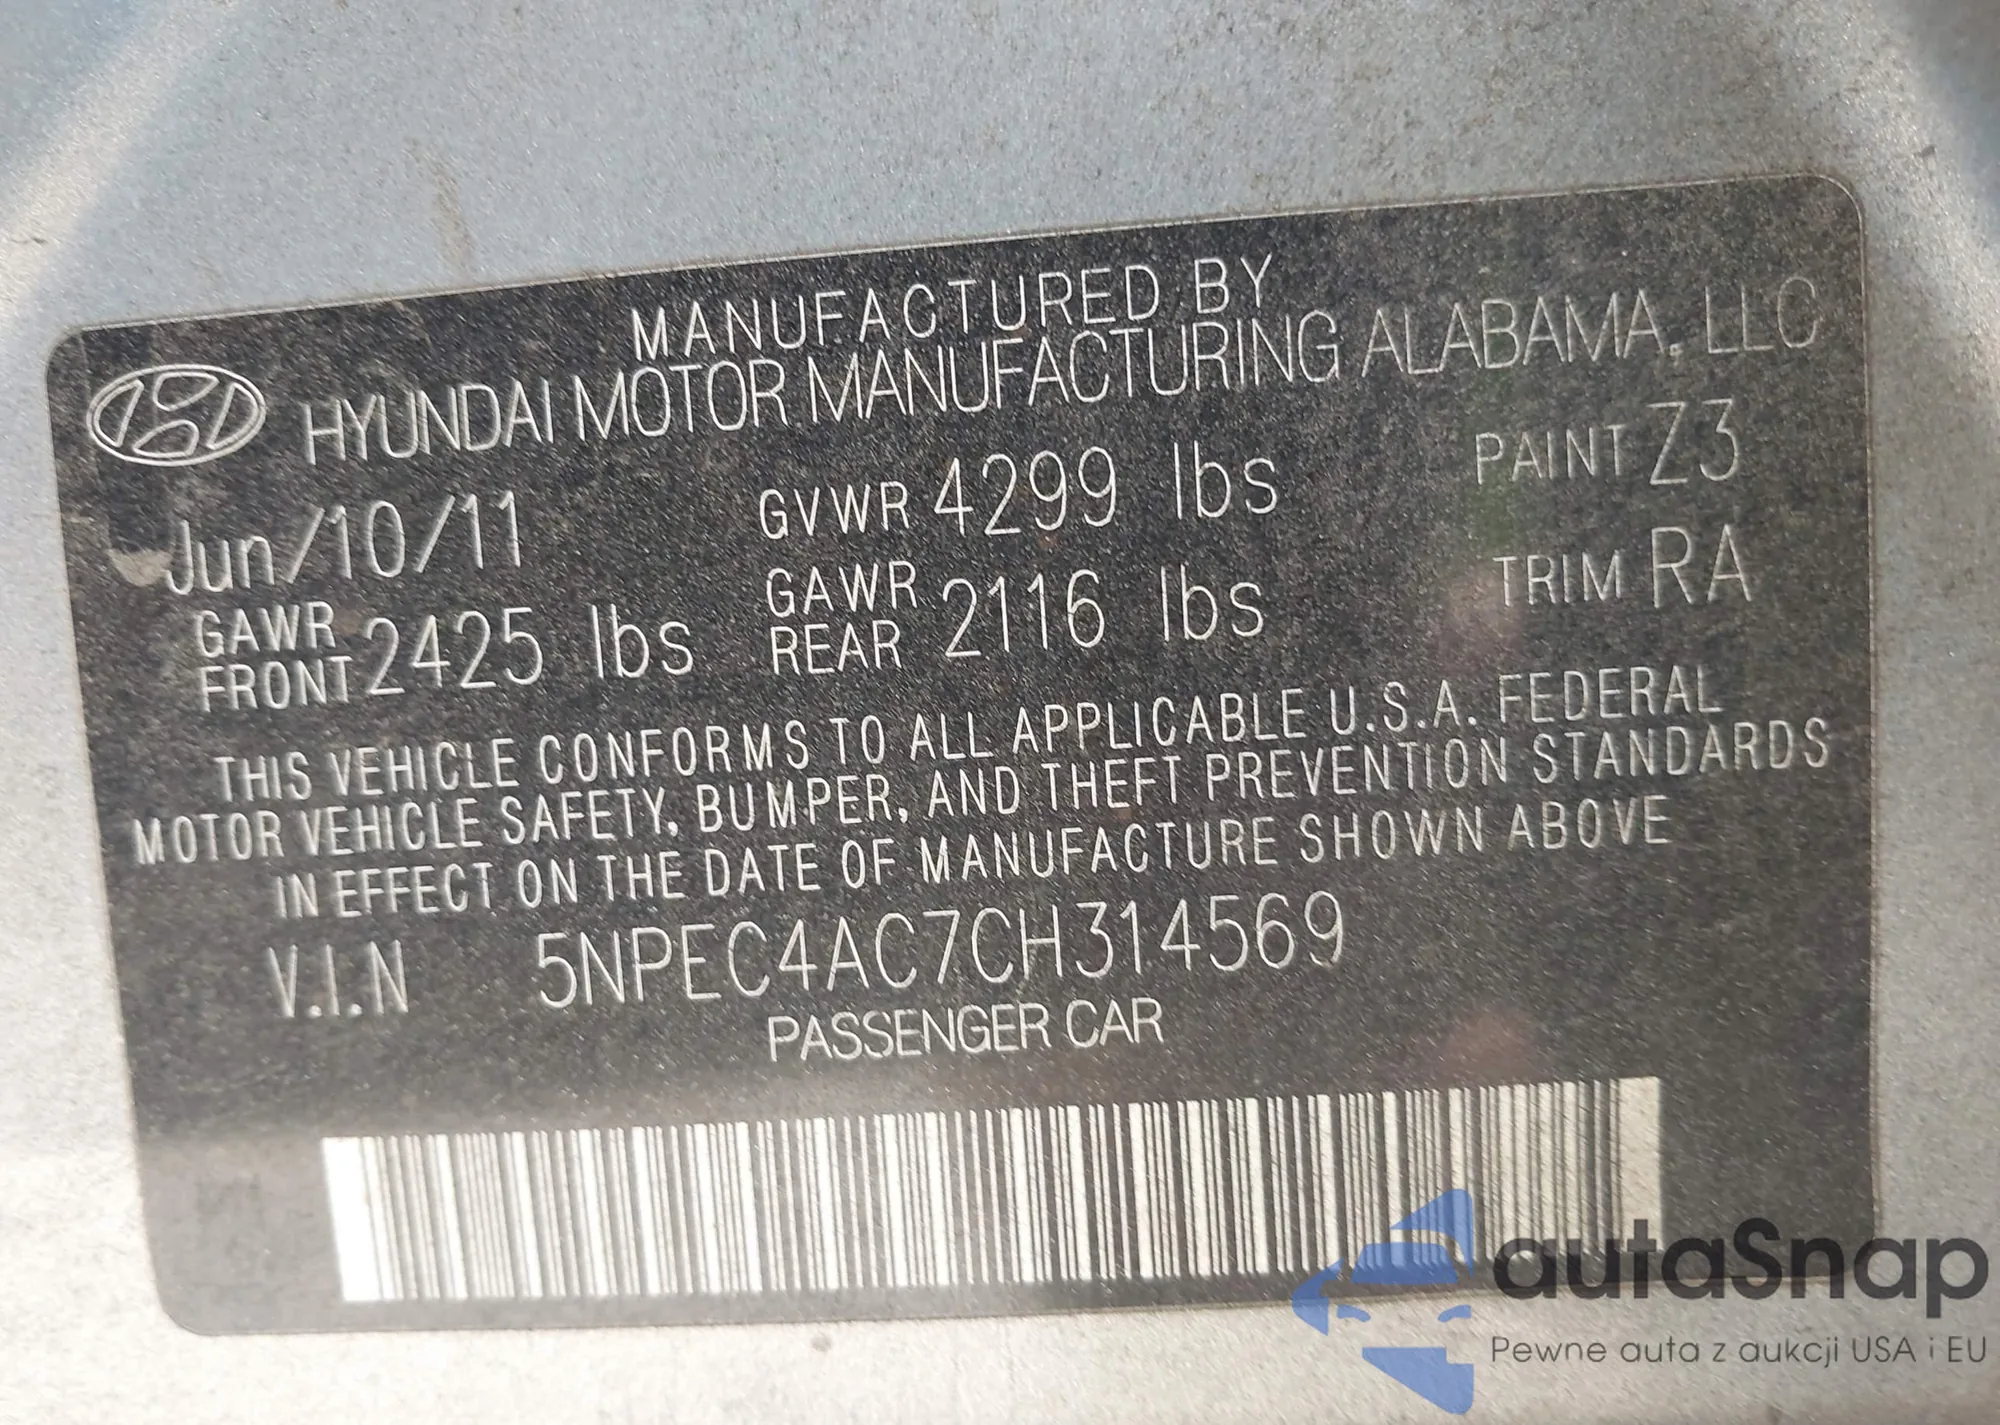 MANUFACTURED BY
HYUNDAI MOTOR MANUFACTURING ALABAMA, LLC
Jun/10/11 GVWR 4299 lbs PAINT Z3
GAWR FRONT 2425 lbs GAWR REAR 2116 lbs TRIM RA
THIS VEHICLE CONFORMS TO ALL APPLICABLE U.S.A. FEDERAL
MOTOR VEHICLE SAFETY, BUMPER, AND THEFT PREVENTION STANDARDS
IN EFFECT ON THE DATE OF MANUFACTURE SHOWN ABOVE
V.I.N 5NPEC4AC7CH314569
PASSENGER CAR
autaSnap
Pewne auta z aukcji USA i EU